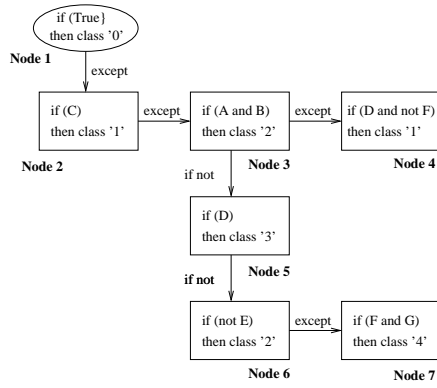 if (True}
then class '0'
Node 1
except
if (C)
then class '1'
Node 2
except
if (A and B)
then class '2'
Node 3
except
if (D and not F)
then class '1'
Node 4
if not
if (D)
then class '3'
Node 5
if not
if (not E)
then class '2'
Node 6
except
if (F and G)
then class '4'
Node 7